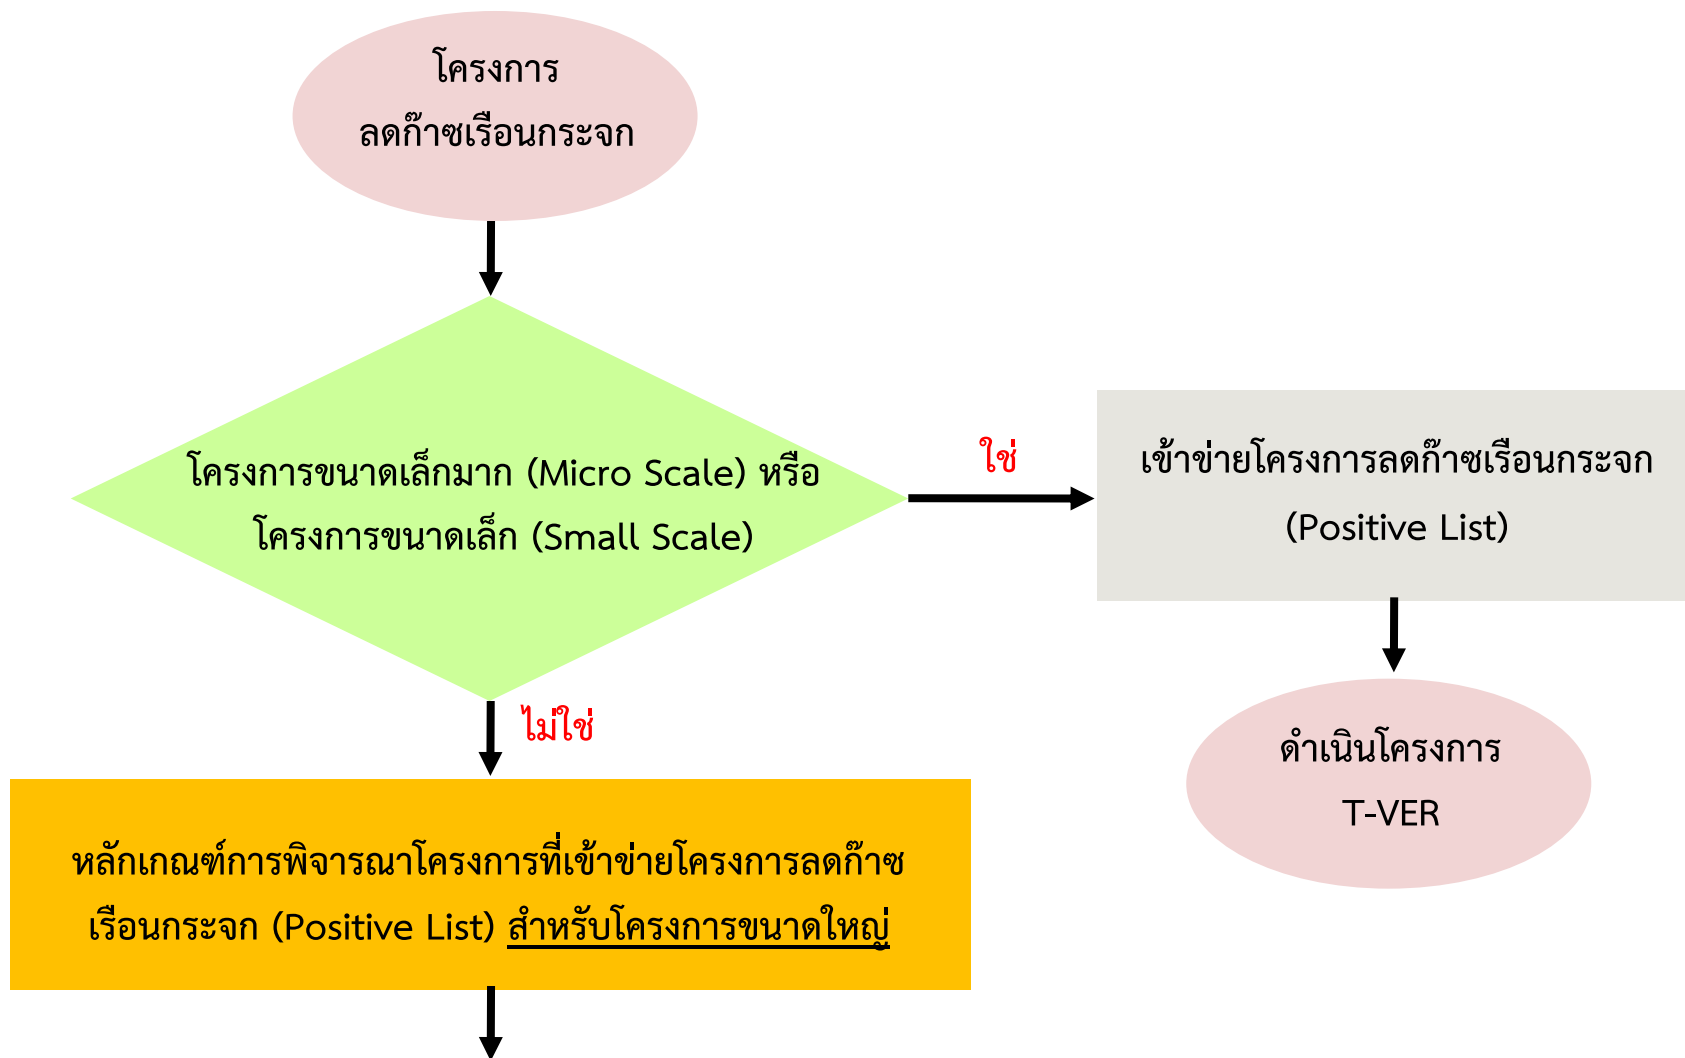 โครงการ
ลดก๊าซเรือนกระจก
โครงการขนาดเล็กมาก (Micro Scale) หรือ
โครงการขนาดเล็ก (Small Scale)
ใช่
เข้าข่ายโครงการลดก๊าซเรือนกระจก
(Positive List)
ไม่ใช่
ดำเนินโครงการ
T-VER
หลักเกณฑ์การพิจารณาโครงการที่เข้าข่ายโครงการลดก๊าซ
เรือนกระจก (Positive List) สำหรับโครงการขนาดใหญ่